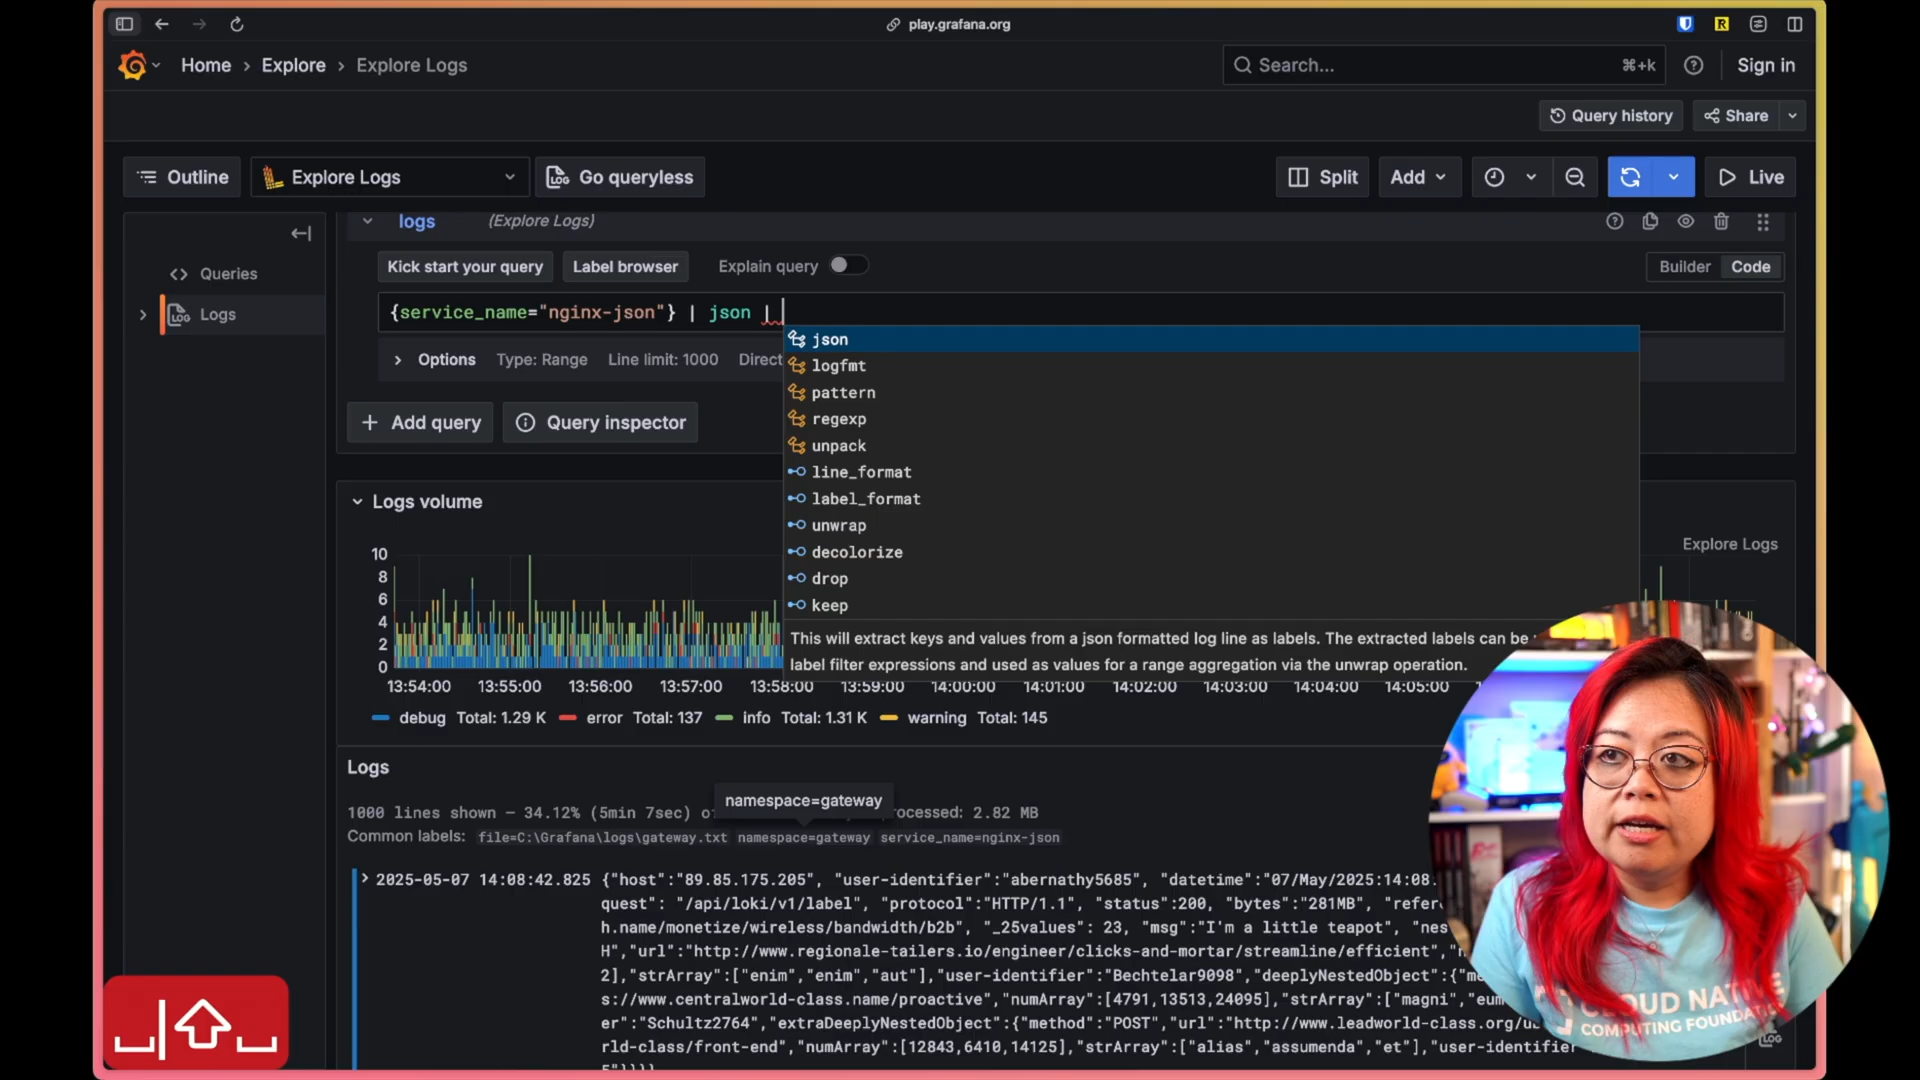 play.grafana.org
Home > Explore > Explore Logs
Search...
⌘+k
Sign in
Query history
Share
Outline
Explore Logs
Go queryless
Split
Add
Live
logs
(Explore Logs)
Queries
Logs
Kick start your query
Label browser
Explain query
Builder
Code
{service_name="nginx-json"} | json |
Options
Type: Range
Line limit: 1000
Direct
json
logfmt
pattern
regexp
unpack
line_format
label_format
unwrap
decolorize
drop
keep
This will extract keys and values from a json formatted log line as labels. The extracted labels can be
label filter expressions and used as values for a range aggregation via the unwrap operation.
+ Add query
Query inspector
Logs volume
Explore Logs
10
8
6
4
2
0
13:54:00 13:55:00 13:56:00 13:57:00 13:58:00 13:59:00 14:00:00 14:01:00 14:02:00 14:03:00 14:04:00 14:05:00
debug Total: 1.29 K error Total: 137 info Total: 1.31 K warning Total: 145
Logs
namespace=gateway
1000 lines shown — 34.12% (5min 7sec) rocessed: 2.82 MB
Common labels: file=C:\Grafana\logs\gateway.txt namespace=gateway service_name=nginx-json
2025-05-07 14:08:42.825 {"host":"89.85.175.205", "user-identifier":"abernathy5685", "datetime":"07/May/2025:14:08:
quest": "/api/loki/v1/label", "protocol":"HTTP/1.1", "status":200, "bytes":"281MB", "refer
h.name/monetize/wireless/bandwidth/b2b", "_25values": 23, "msg":"I'm a little teapot", "nes
H","url":"http://www.regionale-tailers.io/engineer/clicks-and-mortar/streamline/efficient","
2],"strArray":["enim","enim","aut"],"user-identifier":"Bechtelar9098","deeplyNestedObject":{"me
s://www.centralworld-class.name/proactive","numArray":[4791,13513,24095],"strArray":["magni","eum
er":"Schultz2764","extraDeeplyNestedObject":{"method":"POST","url":"http://www.leadworld-class.org/u
rld-class/front-end","numArray":[12843,6410,14125],"strArray":["alias","assumenda","et"],"user-identifier
CLOUD NATIVE
COMPUTING FOUNDAT